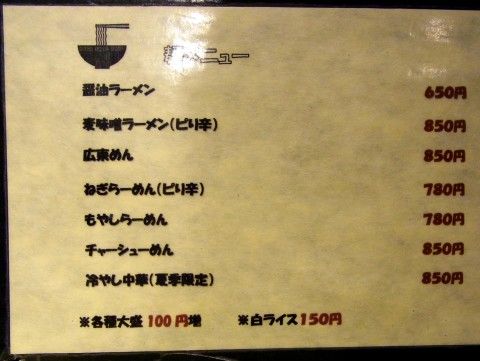 麺メニュー
醤油ラーメン 650円
麦味噌ラーメン(ピリ辛) 850円
広東めん 850円
ねぎらーめん(ピリ辛) 780円
もやしらーめん 780円
チャーシューめん 850円
冷やし中華(夏季限定) 850円
※各種大盛100円増 ※白ライス150円